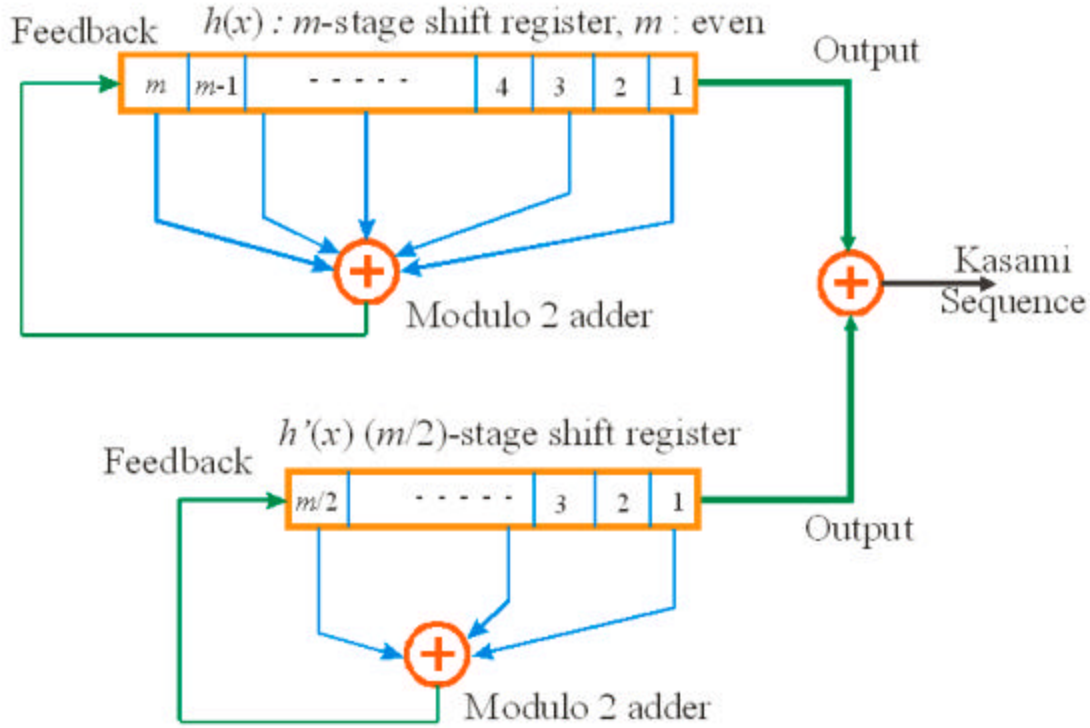 h(x) : m-stage shift register, m : even
Feedback
Output
m m-1 - - - - - 4 3 2 1
Kasami
Sequence
Modulo 2 adder
h’(x) (m/2)-stage shift register
Feedback
m/2 - - - - - 3 2 1
Output
Modulo 2 adder